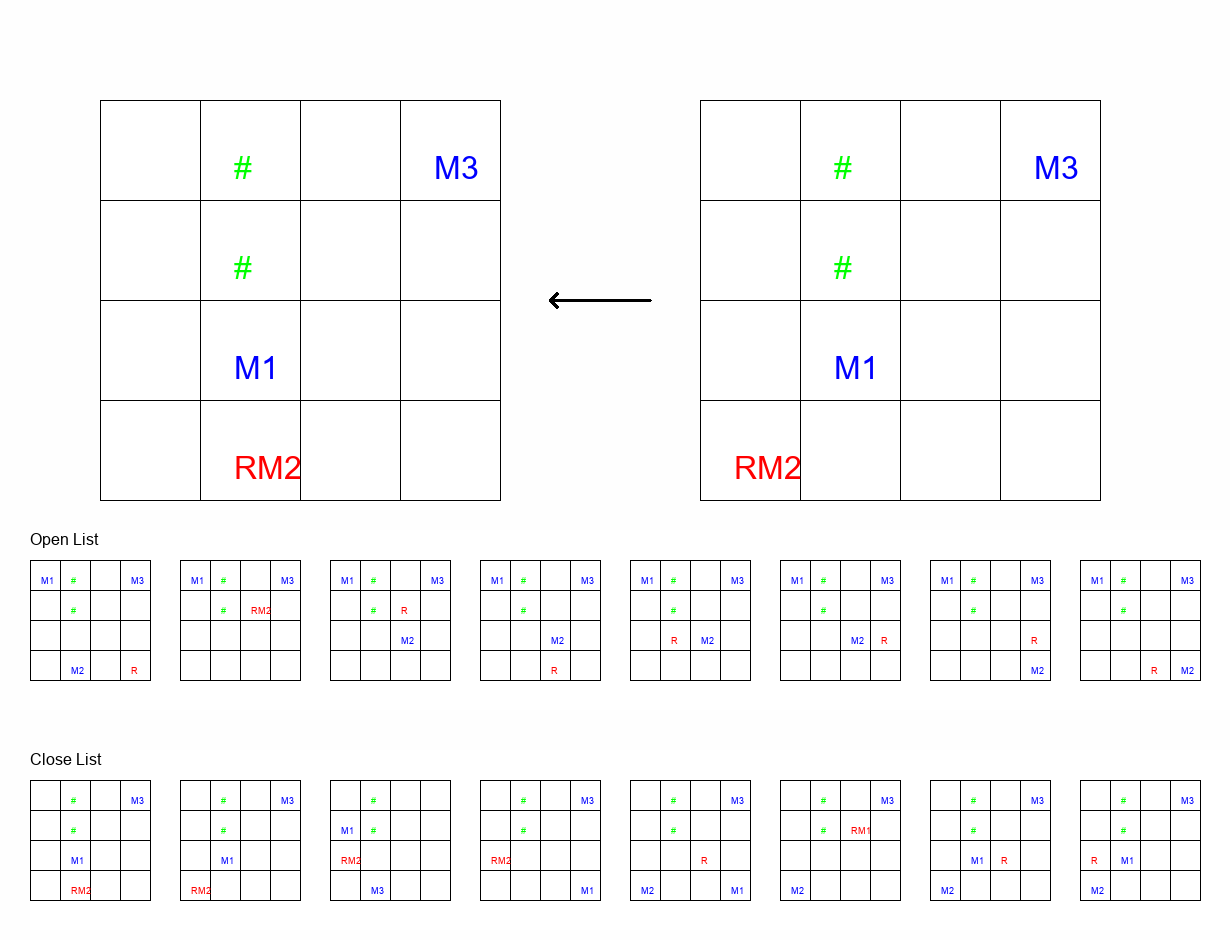 # M3 # M3
# #
M1 M1
RM2 RM2
Open List
M1 # M3 M1 # M3 M1 # M3 M1 # M3 M1 # M3 M1 # M3 M1 # M3 M1 # M3
# # RM2 # R # # # # #
M2 M2 R M2 M2 R R
M2 R R M2 R M2
Close List
# M3 # M3 # # M3 # M3 # M3 # M3 # M3
# # M1 # # # # RM1 # #
M1 M1 RM2 RM2 R M1 R R M1
RM2 RM2 M3 M1 M2 M1 M2 M2 M2